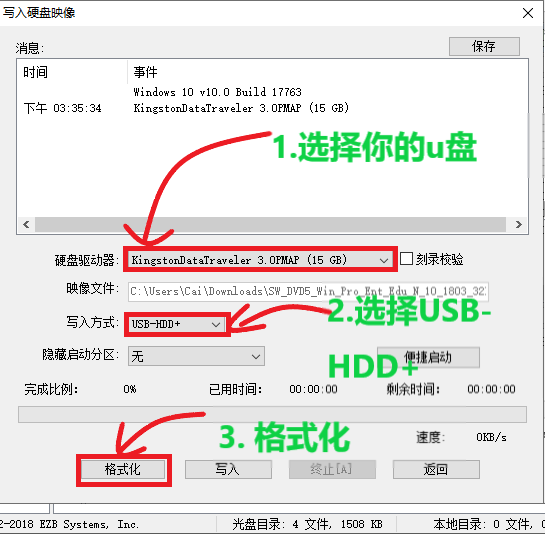 写入硬盘映像
消息:
保存
时间 事件
Windows 10 v10.0 Build 17763
下午 03:35:34 KingstonDataTraveler 3.0PMAP (15 GB)
1.选择你的u盘
硬盘驱动器: KingstonDataTraveler 3.0PMAP (15 GB) 刻录校验
映像文件: C:\Users\Cai\Downloads\SW_DVD5_Win_Pro_Ent_Edu_N_10_1803_32
写入方式: USB-HDD+
2.选择USB-
HDD+
隐藏启动分区: 无 便捷启动
完成比例: 0% 已用时间: 00:00:00 剩余时间: 00:00:00
3. 格式化
速度: 0KB/s
格式化 写入 终止[A] 返回
2-2018 EZB Systems, Inc. 光盘目录: 4 文件, 1508 KB 本地目录: 0 文件,